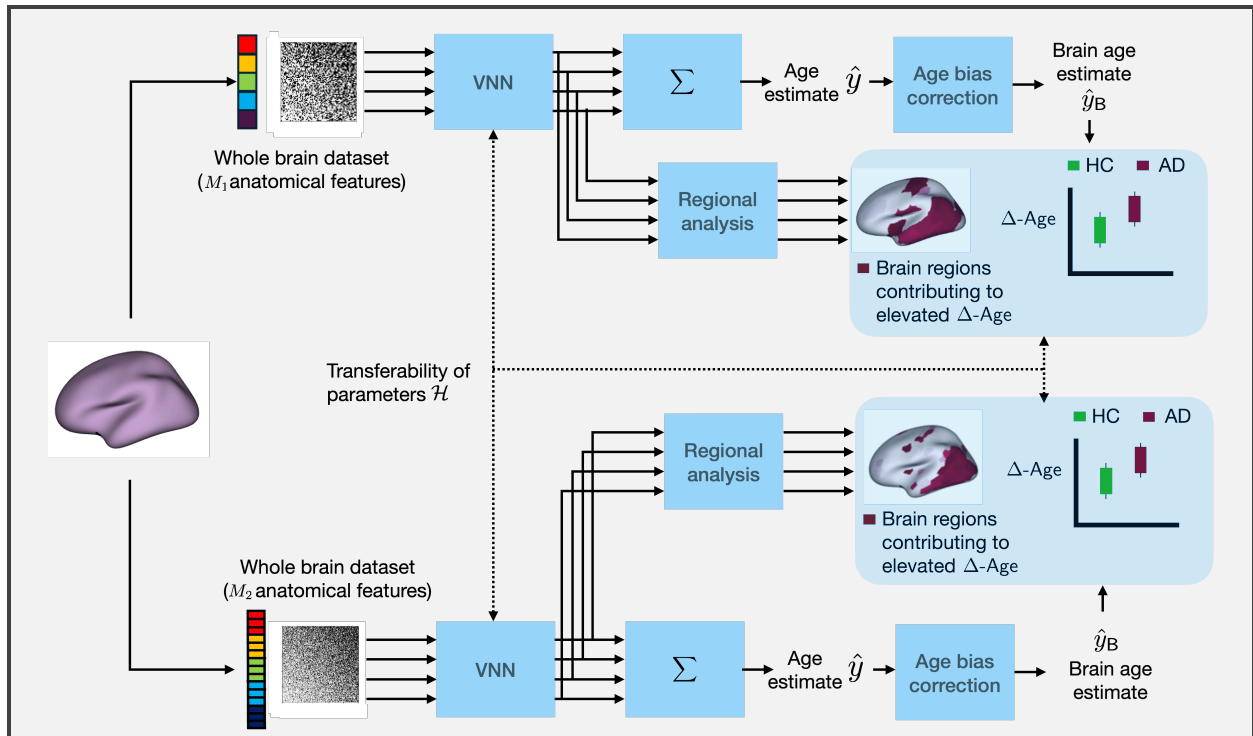 VNN
Σ
Age
estimate ŷ
Age bias
correction
Brain age
estimate
ŷ_B
Whole brain dataset
(M₁ anatomical features)
Regional
analysis
HC
AD
Δ-Age
Brain regions
contributing to
elevated Δ-Age
Transferability of
parameters ℋ
Regional
analysis
HC
AD
Δ-Age
Brain regions
contributing to
elevated Δ-Age
Whole brain dataset
(M₂ anatomical features)
VNN
Σ
Age
estimate ŷ
Age bias
correction
ŷ_B
Brain age
estimate